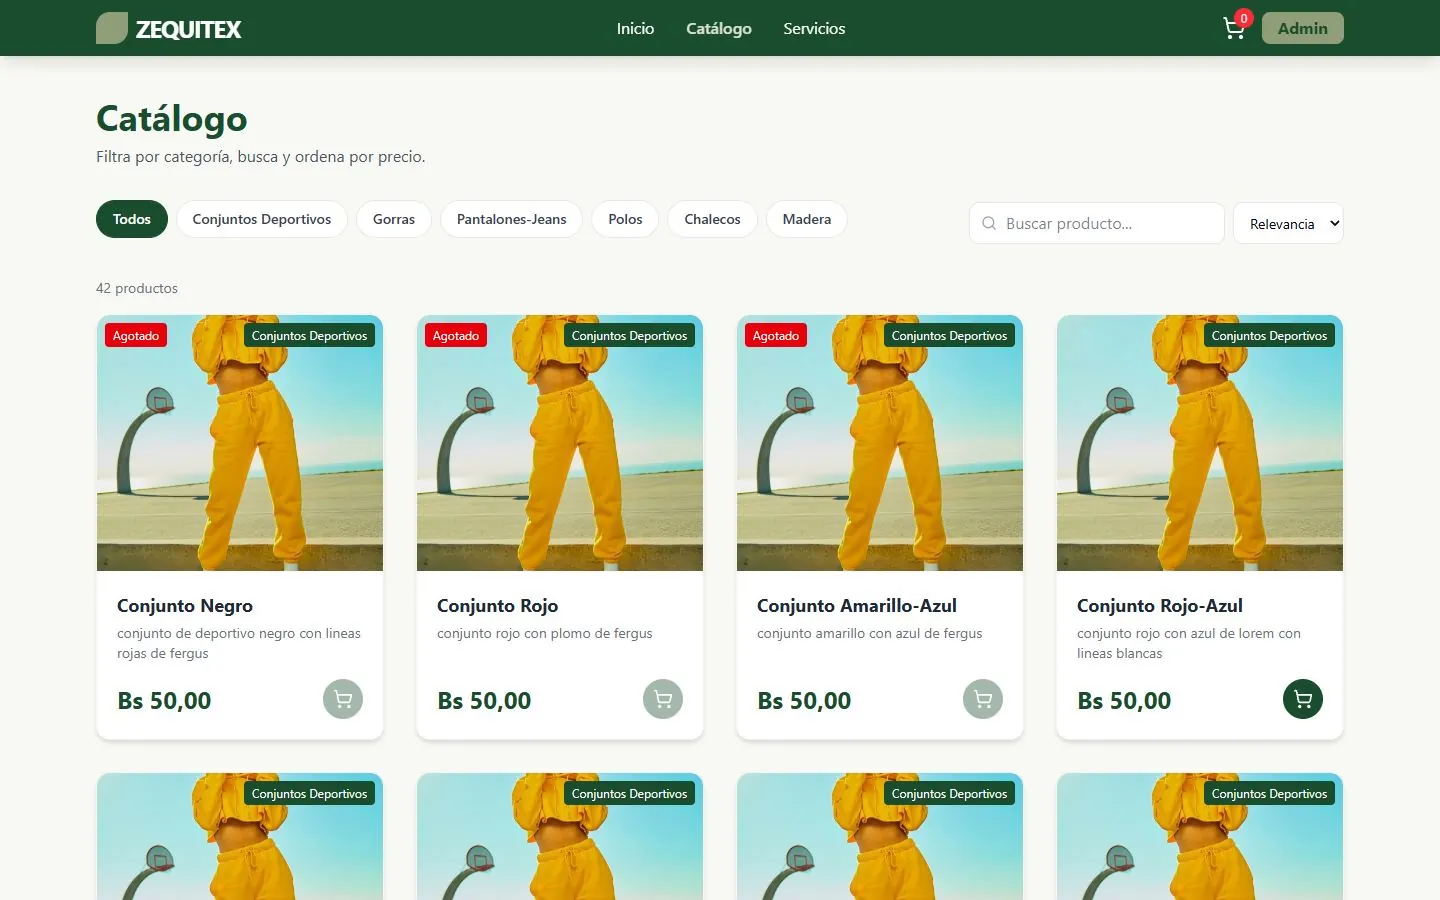 ZEQUITEX
Inicio
Catálogo
Servicios
0
Admin
Catálogo
Filtra por categoría, busca y ordena por precio.
Todos
Conjuntos Deportivos
Gorras
Pantalones-Jeans
Polos
Chalecos
Madera
Buscar producto...
Relevancia
42 productos
Agotado
Conjuntos Deportivos
Conjunto Negro
conjunto de deportivo negro con lineas
rojas de fergus
Bs 50,00
Agotado
Conjuntos Deportivos
Conjunto Rojo
conjunto rojo con plomo de fergus
Bs 50,00
Agotado
Conjuntos Deportivos
Conjunto Amarillo-Azul
conjunto amarillo con azul de fergus
Bs 50,00
Conjuntos Deportivos
Conjunto Rojo-Azul
conjunto rojo con azul de lorem con
lineas blancas
Bs 50,00
Conjuntos Deportivos
Conjuntos Deportivos
Conjuntos Deportivos
Conjuntos Deportivos